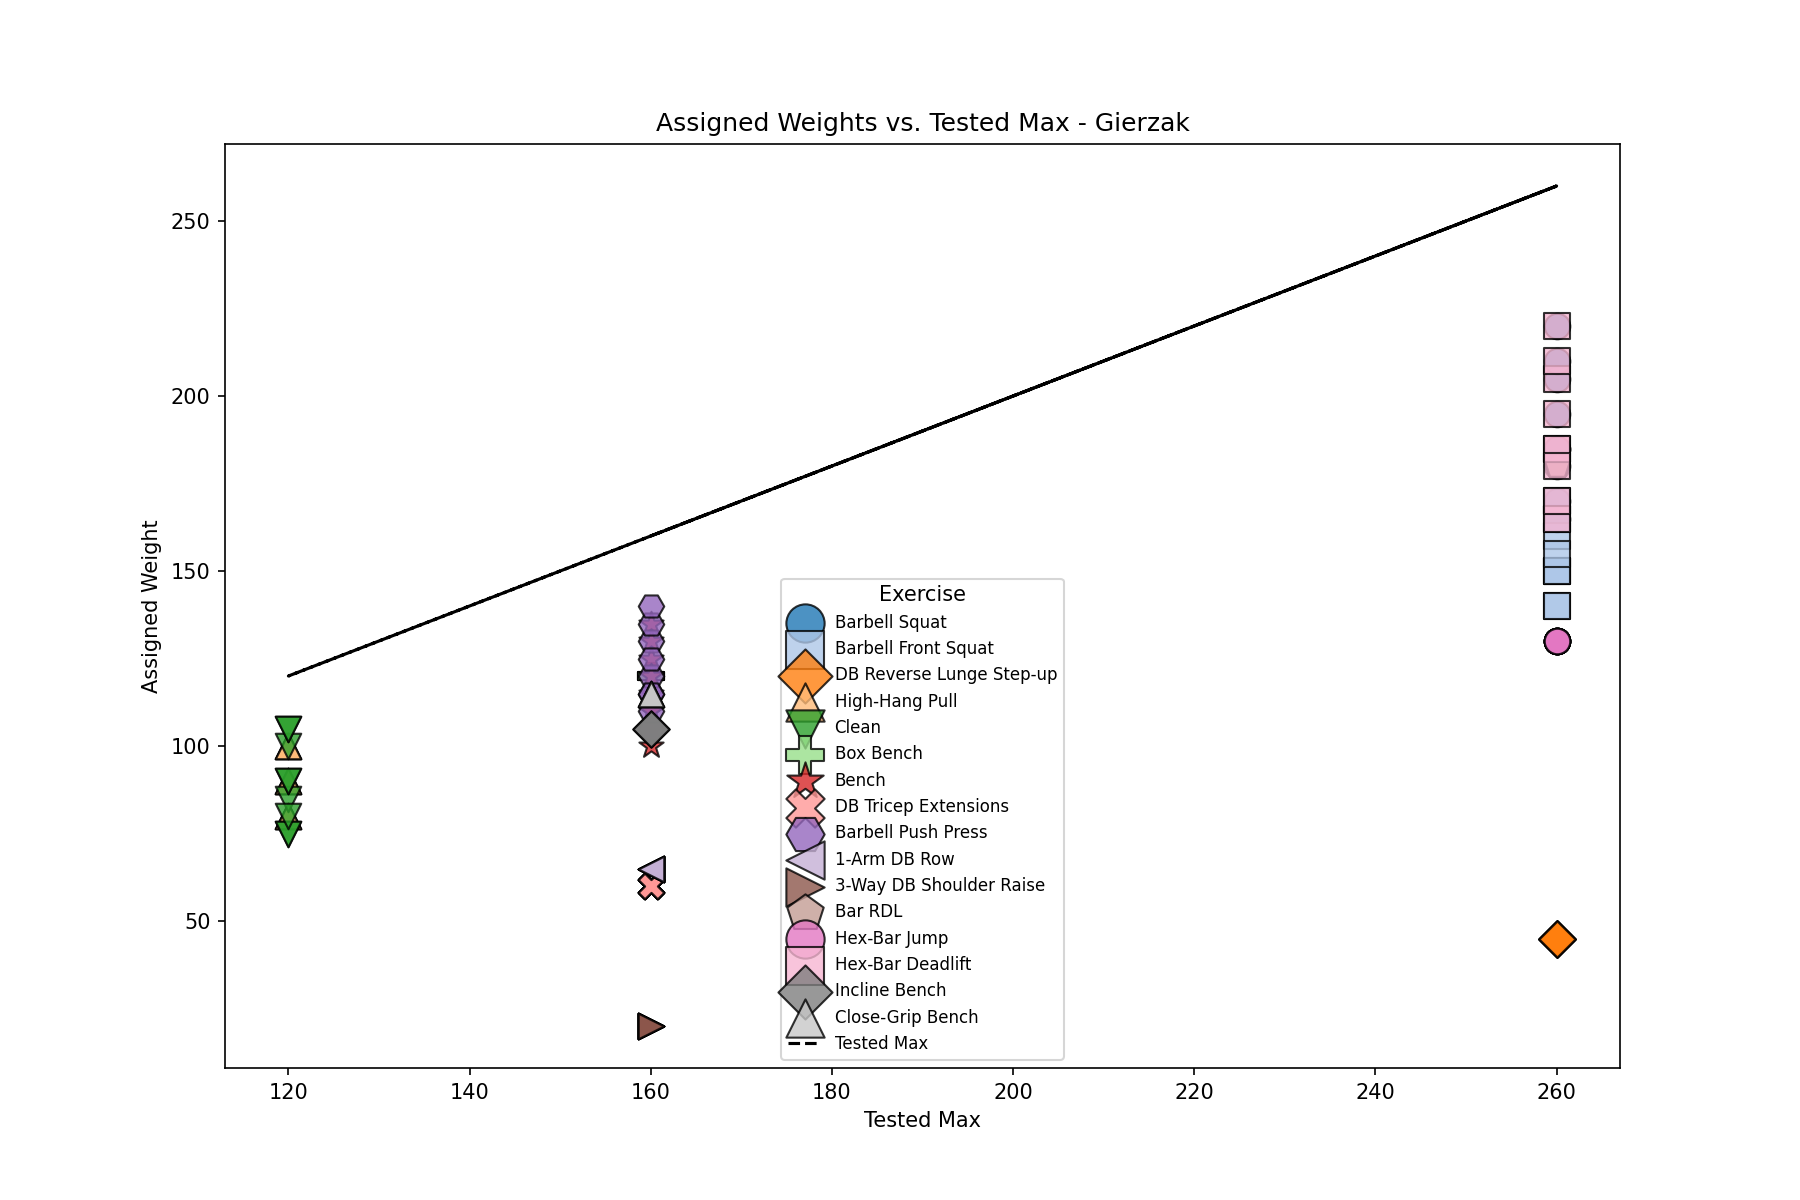 Assigned Weights vs. Tested Max - Gierzak
250
200
150
100
50
Assigned Weight
Exercise
Barbell Squat
Barbell Front Squat
DB Reverse Lunge Step-up
High-Hang Pull
Clean
Box Bench
Bench
DB Tricep Extensions
Barbell Push Press
1-Arm DB Row
3-Way DB Shoulder Raise
Bar RDL
Hex-Bar Jump
Hex-Bar Deadlift
Incline Bench
Close-Grip Bench
Tested Max
120 140 160 180 200 220 240 260
Tested Max